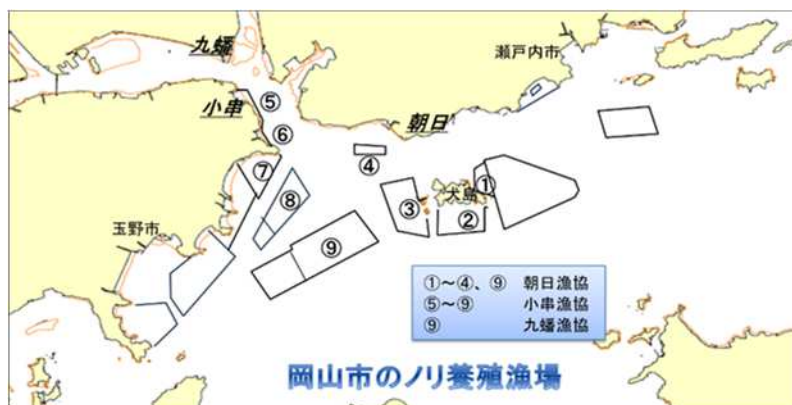 九蟠
瀬戸内市
小串
⑤
⑥
朝日
④
⑦
①
犬島
⑧
③
②
玉野市
⑨
①～④、⑨ 朝日漁協
⑤～⑨ 小串漁協
⑨ 九蟠漁協
岡山市のノリ養殖漁場